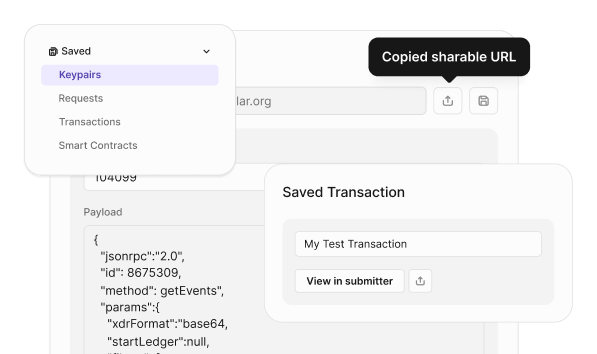 Saved
Keypairs
Requests
Transactions
Smart Contracts
Copied sharable URL
lar.org
104099
Payload
{
"jsonrpc":"2.0",
"id": 8675309,
"method": getEvents",
"params":{
"xdrFormat":"base64,
"startLedger":null,
Saved Transaction
My Test Transaction
View in submitter